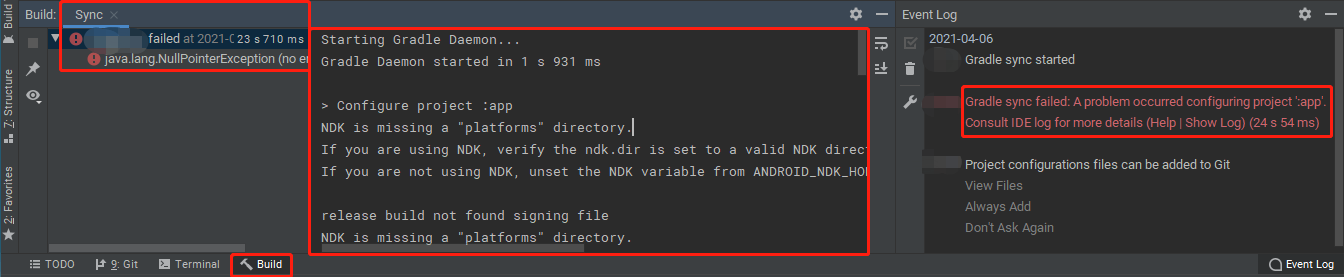 Build:
Sync
failed at 2021-0 23 s 710 ms
java.lang.NullPointerException (no er
Starting Gradle Daemon...
Gradle Daemon started in 1 s 931 ms
> Configure project :app
NDK is missing a "platforms" directory.
If you are using NDK, verify the ndk.dir is set to a valid NDK direct
If you are not using NDK, unset the NDK variable from ANDROID_NDK_HO
release build not found signing file
NDK is missing a "platforms" directory.
Event Log
2021-04-06
Gradle sync started
Gradle sync failed: A problem occurred configuring project ':app'.
Consult IDE log for more details (Help | Show Log) (24 s 54 ms)
Project configurations files can be added to Git
View Files
Always Add
Don't Ask Again
Build
Z: Structure
2: Favorites
TODO
9: Git
Terminal
Build
Event Log